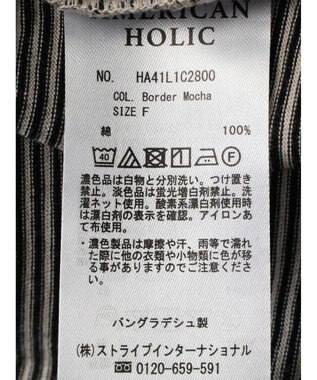 AMERICAN
HOLIC
NO. HA41L1C2800
COL. Border Mocha
SIZE F
綿 100%
40 F
濃色品は白物と分別洗い。つけ置き
禁止。淡色品は蛍光増白剤禁止。洗
濯ネット使用。酸素系漂白剤使用時
は漂白剤の表示を確認。アイロンあ
て布使用。
・濃色製品は摩擦や汗、雨等で濡れ
た際に他の衣類や小物類に色が移
る事がありますのでご注意くださ
い。
バングラデシュ製
(株)ストライプインターナショナル
0120-659-591